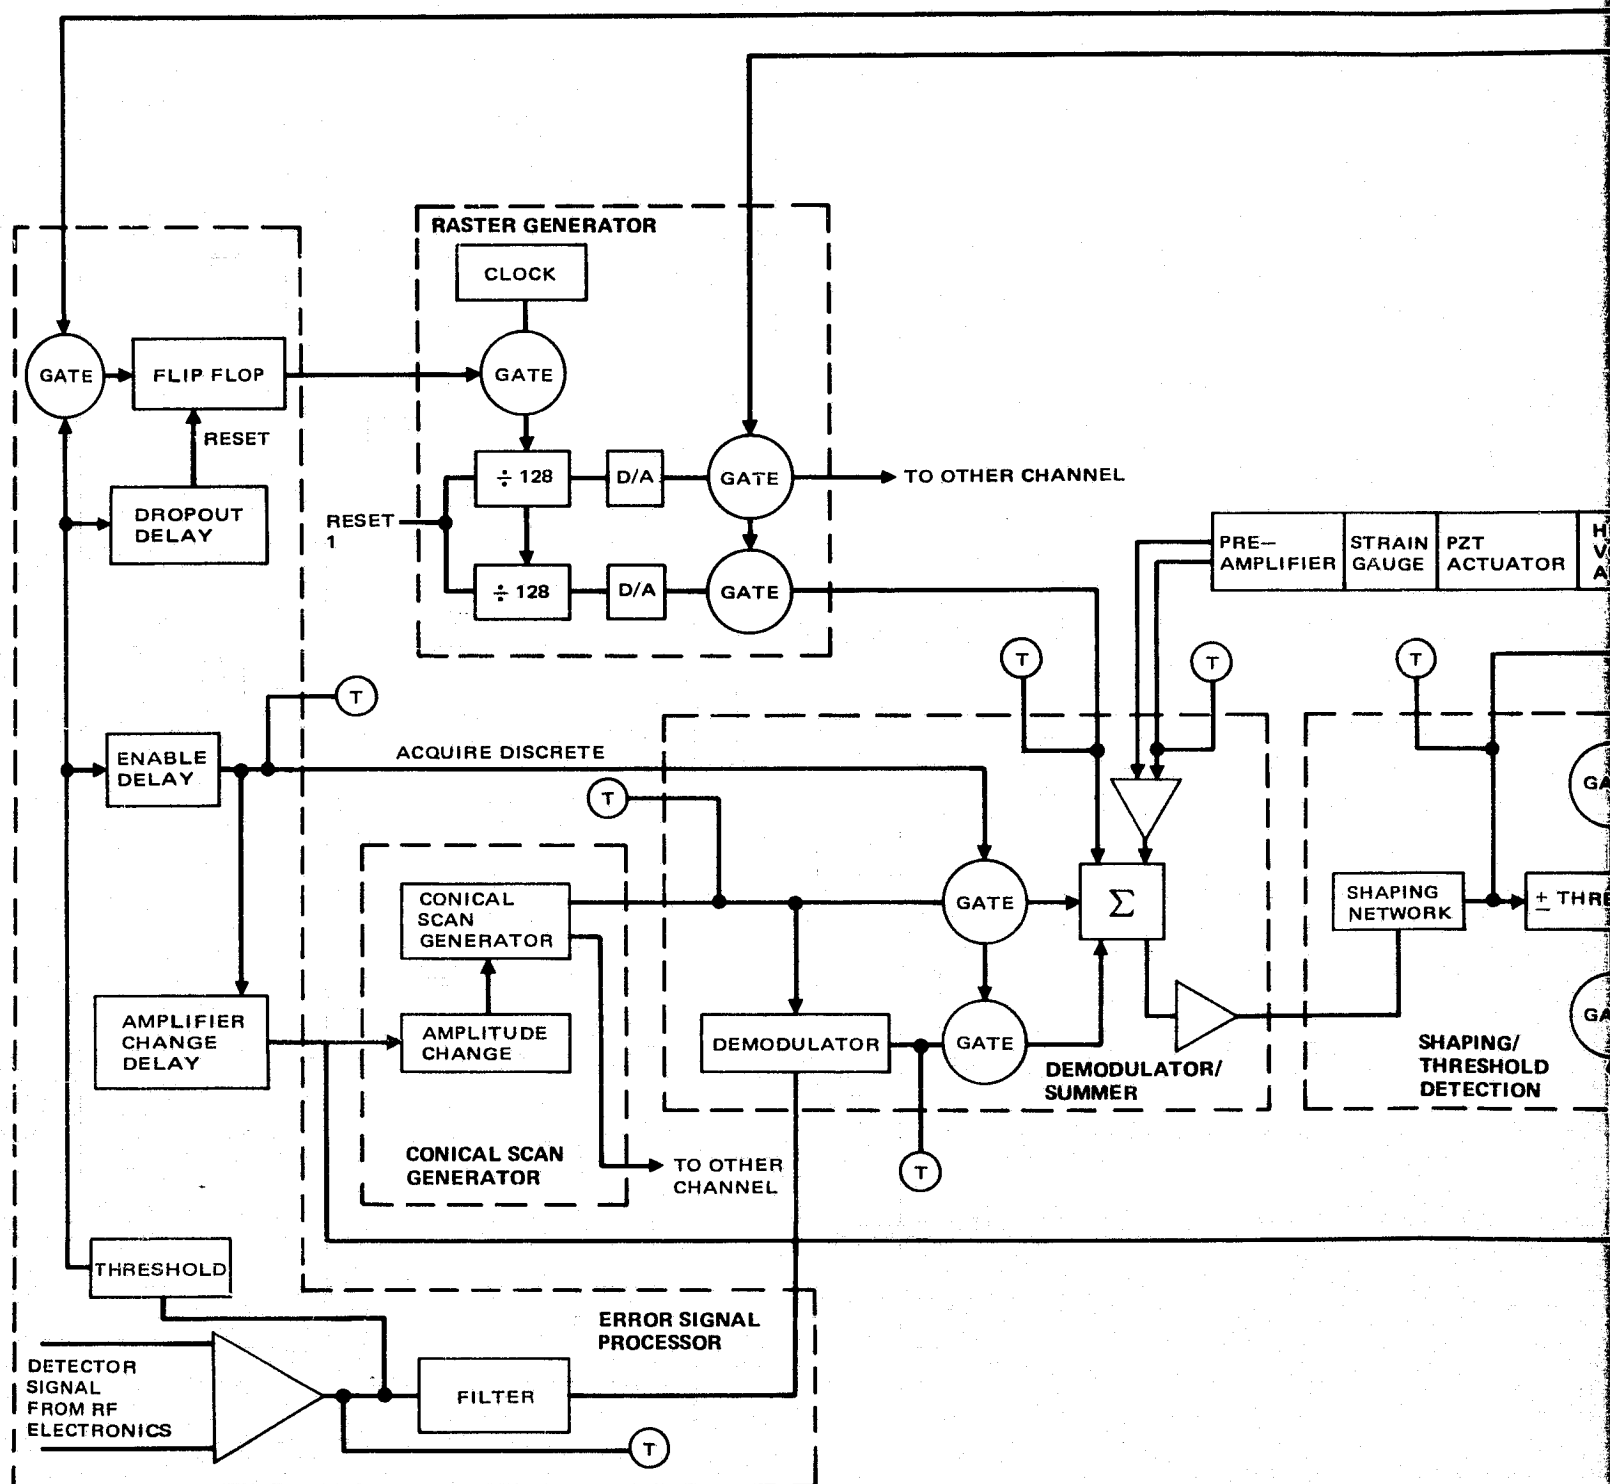 RASTER GENERATOR
CLOCK
GATE
FLIP FLOP
GATE
RESET
÷ 128
D/A
GATE
TO OTHER CHANNEL
DROPOUT
DELAY
RESET
1
÷ 128
D/A
GATE
PRE–
AMPLIFIER
STRAIN
GAUGE
PZT
ACTUATOR
H
V
A
T
T
T
T
ENABLE
DELAY
ACQUIRE DISCRETE
T
GA
CONICAL
SCAN
GENERATOR
GATE
Σ
SHAPING
NETWORK
± THRE
AMPLIFIER
CHANGE
DELAY
AMPLITUDE
CHANGE
DEMODULATOR
GATE
GA
DEMODULATOR/
SUMMER
SHAPING/
THRESHOLD
DETECTION
CONICAL SCAN
GENERATOR
TO OTHER
CHANNEL
T
THRESHOLD
ERROR SIGNAL
PROCESSOR
DETECTOR
SIGNAL
FROM RF
ELECTRONICS
FILTER
T